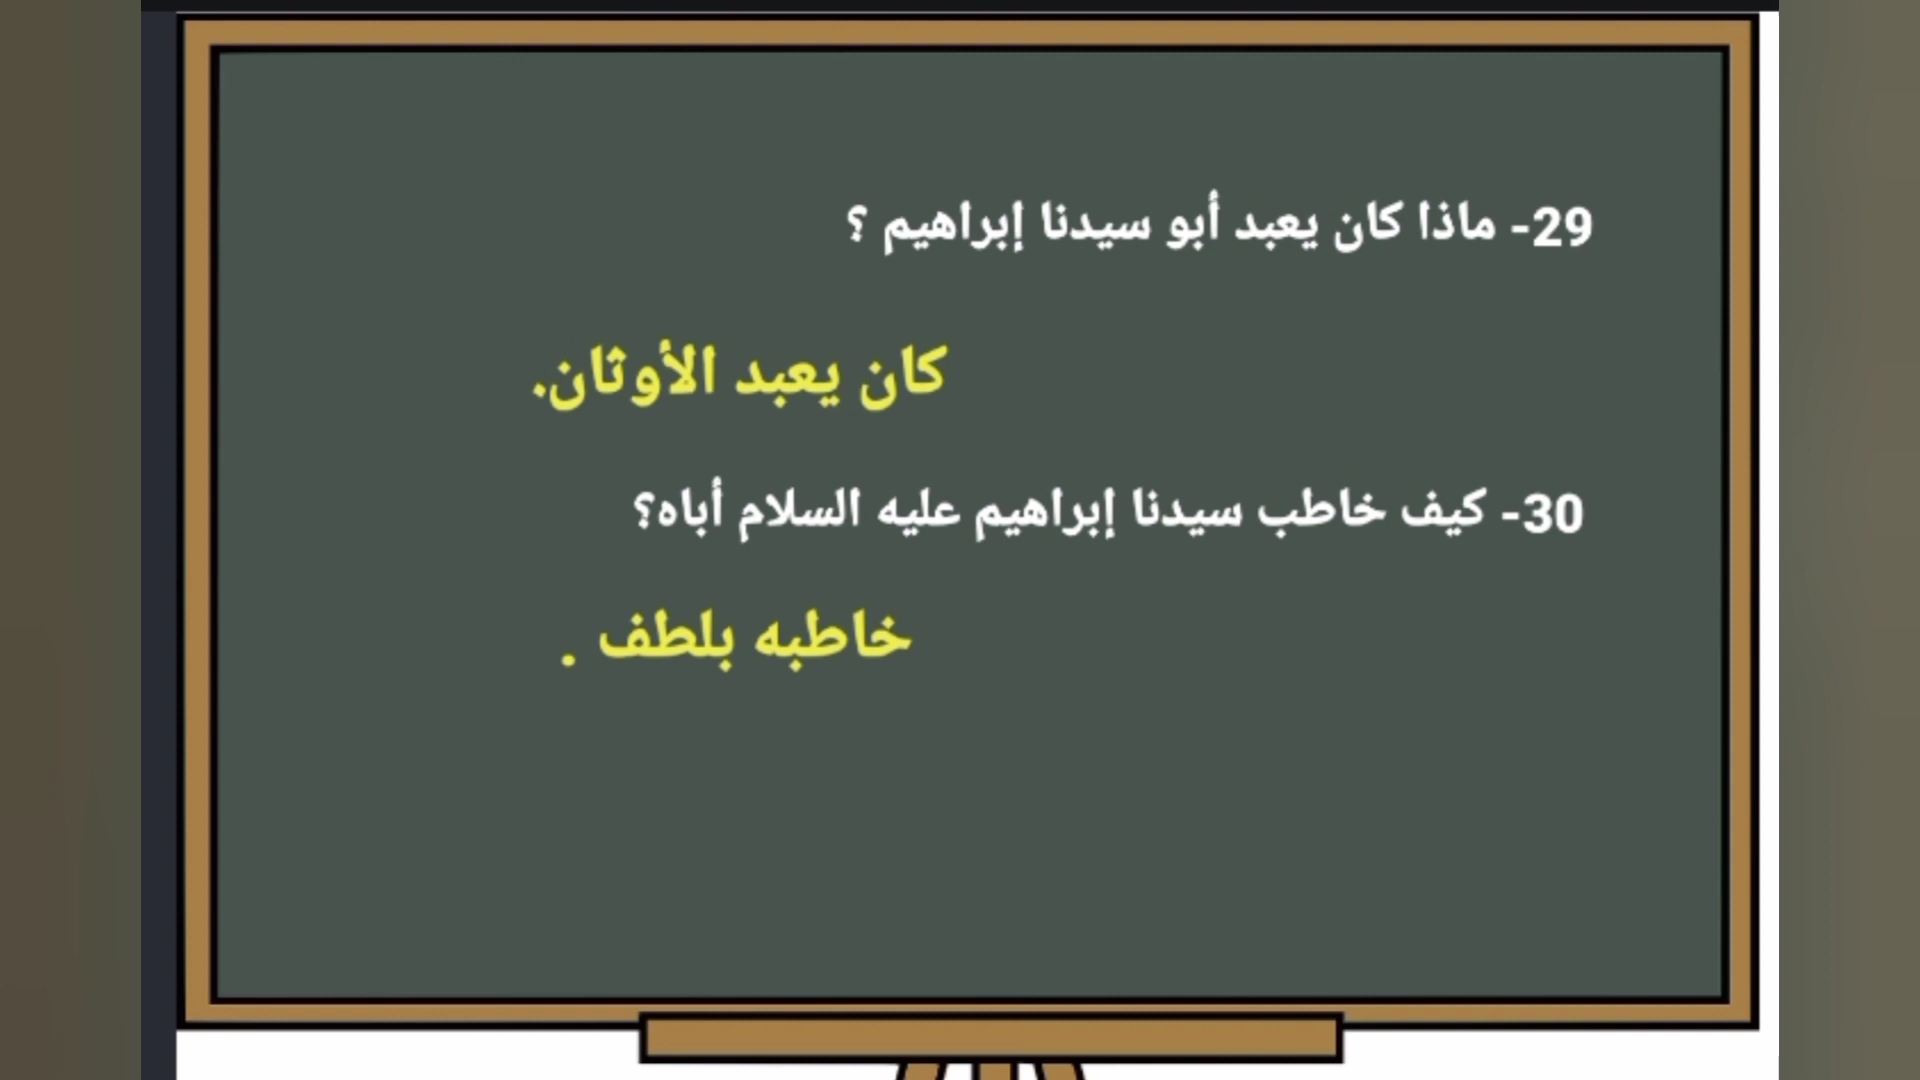 29- ماذا كان يعبد أبو سيدنا إبراهيم ؟
كان يعبد الأوثان.
30- كيف خاطب سيدنا إبراهيم عليه السلام أباه؟
خاطبه بلطف .